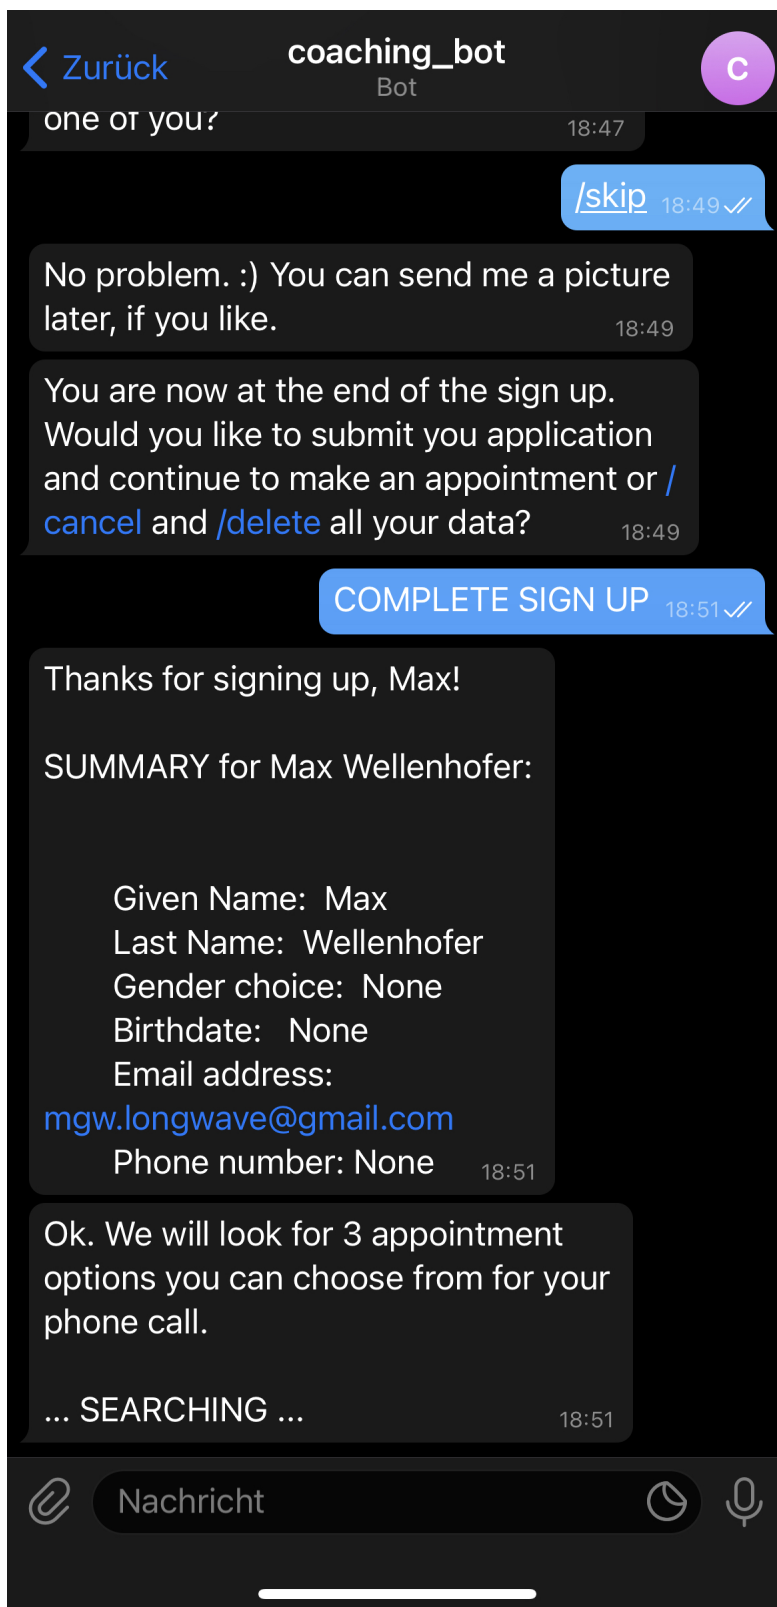 Zurück
coaching_bot
Bot
C
one of you?
18:47
/skip 18:49
No problem. :) You can send me a picture
later, if you like.
18:49
You are now at the end of the sign up.
Would you like to submit you application
and continue to make an appointment or /
cancel and /delete all your data?
18:49
COMPLETE SIGN UP 18:51
Thanks for signing up, Max!
SUMMARY for Max Wellenhofer:
Given Name: Max
Last Name: Wellenhofer
Gender choice: None
Birthdate: None
Email address:
mgw.longwave@gmail.com
Phone number: None
18:51
Ok. We will look for 3 appointment
options you can choose from for your
phone call.
... SEARCHING ...
18:51
Nachricht